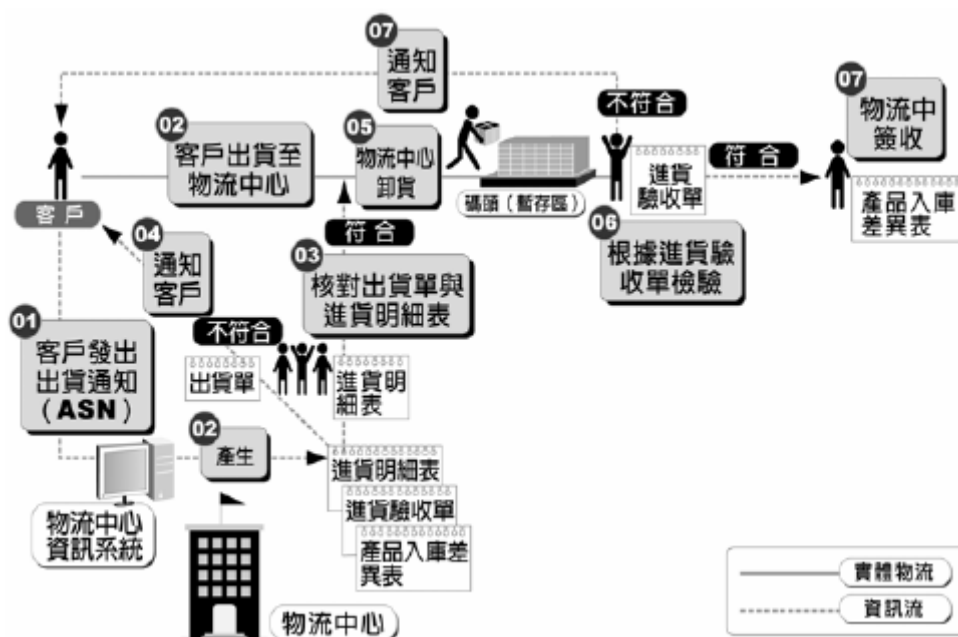 07
通知
客戶
02
客戶出貨至
物流中心
05
物流中心
卸貨
碼頭(暫存區)
不符合
進貨
驗收單
符合
07
物流中
簽收
產品入庫
差異表
客戶
04
通知
客戶
符合
03
核對出貨單與
進貨明細表
06
根據進貨驗
收單檢驗
01
客戶發出
出貨通知
(ASN)
不符合
出貨單
進貨明
細表
02
產生
進貨明細表
進貨驗收單
產品入庫差
異表
物流中心
資訊系統
物流中心
實體物流
資訊流